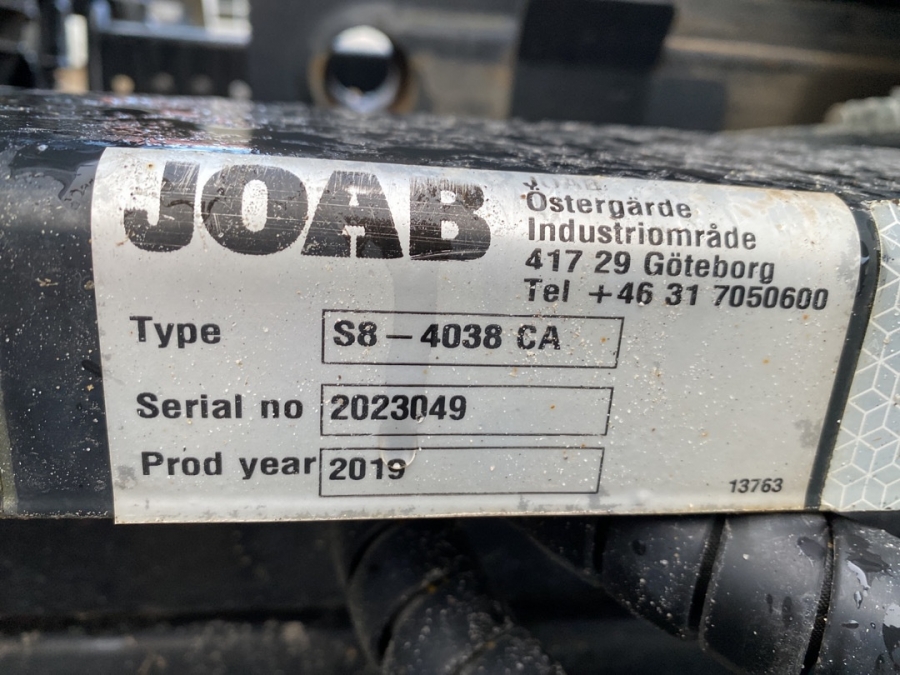 JOAB
JOAB
Östergärde
Industriområde
417 29 Göteborg
Tel +46 31 7050600
Type S8-4038 CA
Serial no 2023049
Prod year 2019
13763